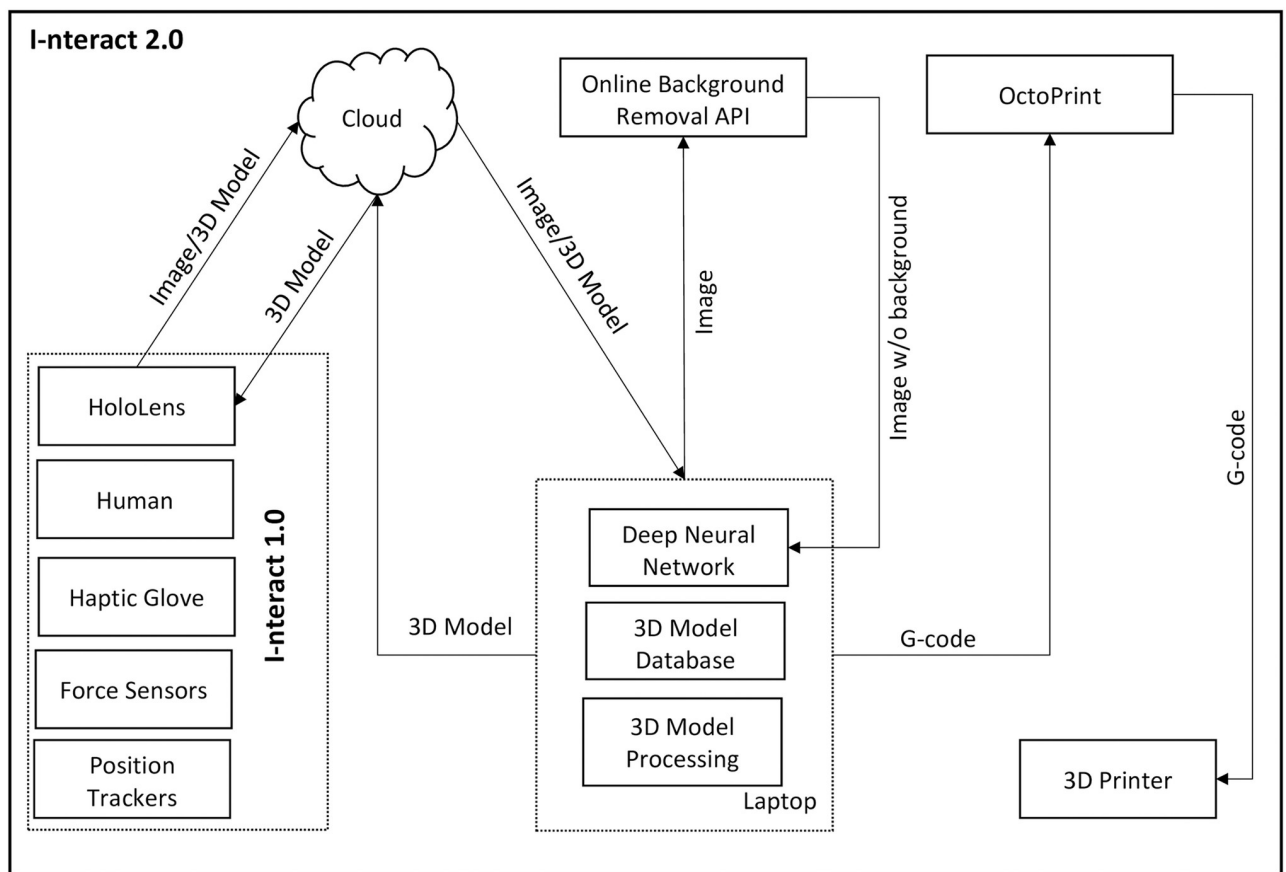 I-nteract 2.0
Cloud
Online Background
Removal API
OctoPrint
Image/3D Model
3D Model
Image/3D Model
Image
Image w/o background
G-code
HoloLens
Human
Haptic Glove
Force Sensors
Position
Trackers
I-nteract 1.0
3D Model
Deep Neural
Network
3D Model
Database
3D Model
Processing
Laptop
G-code
3D Printer